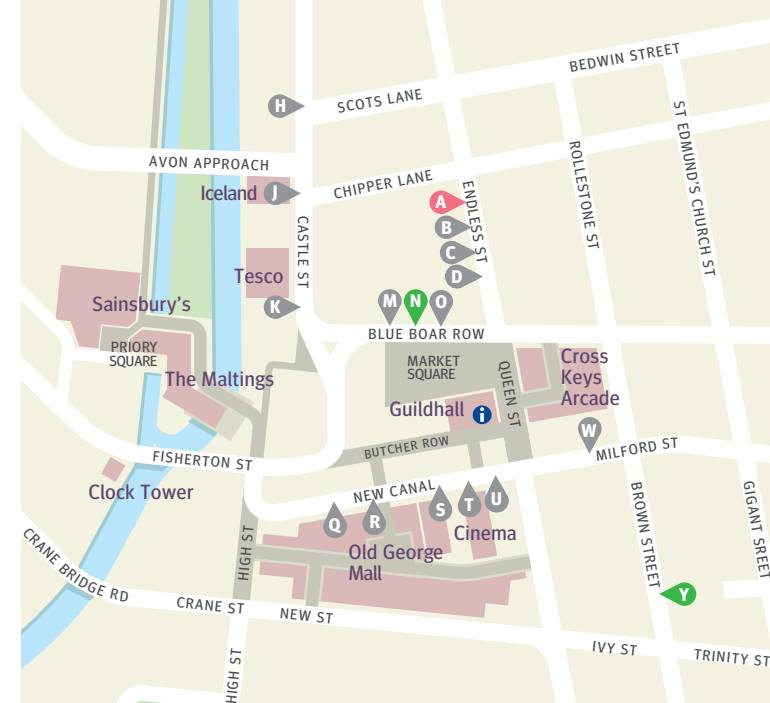 BEDWIN STREET
H
SCOTS LANE
ST EDMUND'S CHURCH ST
AVON APPROACH
ROLLESTONE ST
Iceland
J
CHIPPER LANE
ENDLESS ST
A
B
CASTLE ST
C
Tesco
D
Sainsbury's
K
M
N
O
BLUE BOAR ROW
PRIORY
SQUARE
MARKET
SQUARE
Cross
Keys
Arcade
The Maltings
QUEEN ST
Guildhall
i
W
BUTCHER ROW
MILFORD ST
FISHERTON ST
NEW CANAL
Clock Tower
Q
R
S
T
U
Cinema
BROWN STREET
GIGANT SREET
HIGH ST
Old George
Mall
CRANE BRIDGE RD
Y
CRANE ST
NEW ST
IVY ST
TRINITY ST
HIGH ST